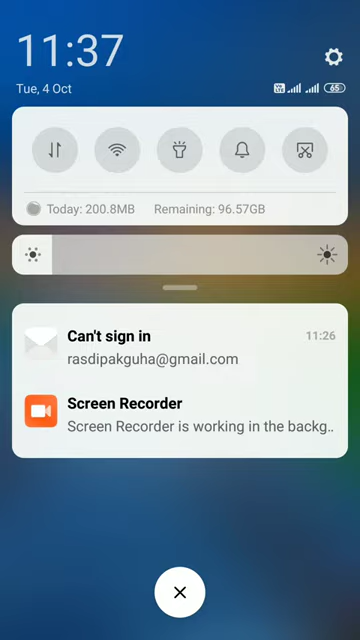 11:37
Tue, 4 Oct
65
Today: 200.8MB Remaining: 96.57GB
Can't sign in 11:26
rasdipakguha@gmail.com
Screen Recorder
Screen Recorder is working in the backg..